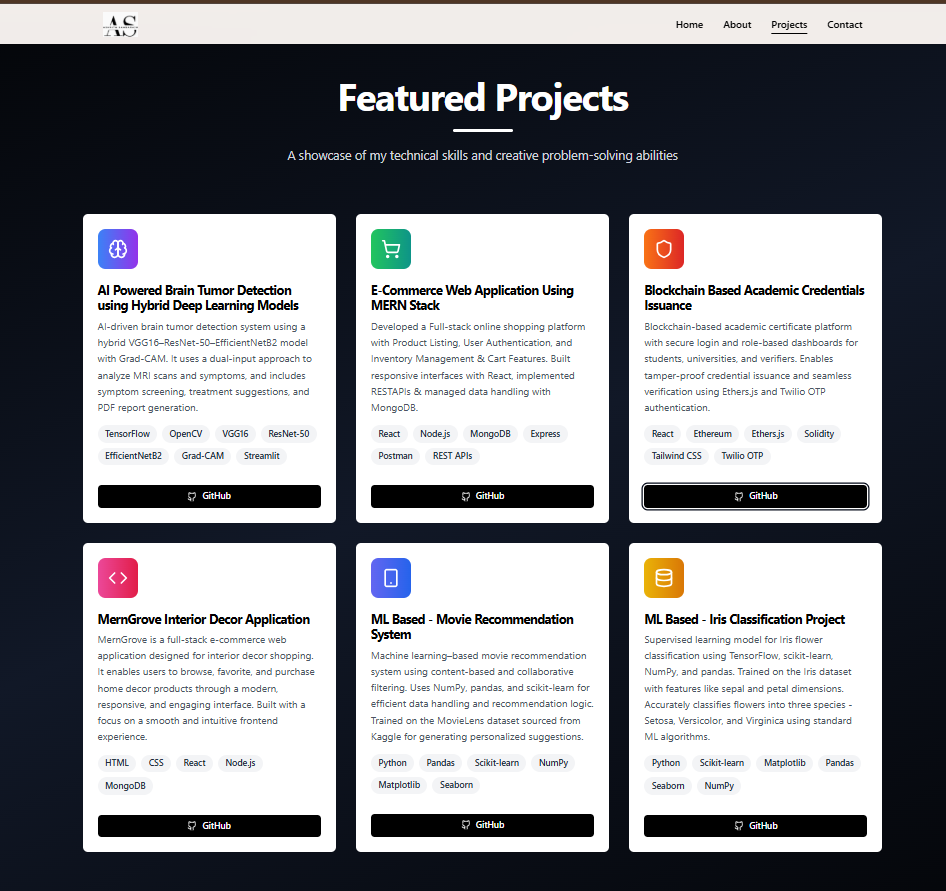 AS
Home About Projects Contact
Featured Projects
A showcase of my technical skills and creative problem-solving abilities
AI Powered Brain Tumor Detection
using Hybrid Deep Learning Models
AI-driven brain tumor detection system using a
hybrid VGG16–ResNet-50–EfficientNetB2 model
with Grad-CAM. It uses a dual-input approach to
analyze MRI scans and symptoms, and includes
symptom screening, treatment suggestions, and
PDF report generation.
TensorFlow OpenCV VGG16 ResNet-50
EfficientNetB2 Grad-CAM Streamlit
GitHub
E-Commerce Web Application Using
MERN Stack
Developed a Full-stack online shopping platform
with Product Listing, User Authentication, and
Inventory Management & Cart Features. Built
responsive interfaces with React, implemented
RESTAPIs & managed data handling with
MongoDB.
React Node.js MongoDB Express
Postman REST APIs
GitHub
Blockchain Based Academic Credentials
Issuance
Blockchain-based academic certificate platform
with secure login and role-based dashboards for
students, universities, and verifiers. Enables
tamper-proof credential issuance and seamless
verification using Ethers.js and Twilio OTP
authentication.
React Ethereum Ethers.js Solidity
Tailwind CSS Twilio OTP
GitHub
MernGrove Interior Decor Application
MernGrove is a full-stack e-commerce web
application designed for interior decor shopping.
It enables users to browse, favorite, and purchase
home decor products through a modern,
responsive, and engaging interface. Built with a
focus on a smooth and intuitive frontend
experience.
HTML CSS React Node.js
MongoDB
GitHub
ML Based - Movie Recommendation
System
Machine learning–based movie recommendation
system using content-based and collaborative
filtering. Uses NumPy, pandas, and scikit-learn for
efficient data handling and recommendation logic.
Trained on the MovieLens dataset sourced from
Kaggle for generating personalized suggestions.
Python Pandas Scikit-learn NumPy
Matplotlib Seaborn
GitHub
ML Based - Iris Classification Project
Supervised learning model for Iris flower
classification using TensorFlow, scikit-learn,
NumPy, and pandas. Trained on the Iris dataset
with features like sepal and petal dimensions.
Accurately classifies flowers into three species -
Setosa, Versicolor, and Virginica using standard
ML algorithms.
Python Scikit-learn Matplotlib Pandas
Seaborn NumPy
GitHub